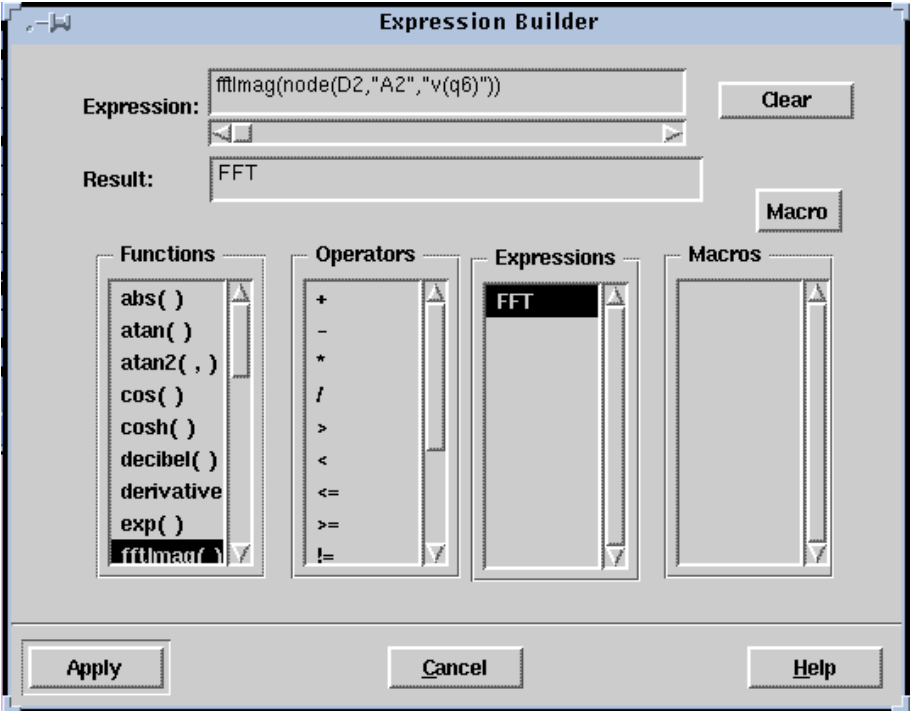 Expression Builder
Expression: fftImag(node(D2,"A2","v(q6)"))
Clear
Result: FFT
Macro
Functions
abs( )
atan( )
atan2( , )
cos( )
cosh( )
decibel( )
derivative
exp( )
fftImag( )
Operators
+
-
*
/
>
<
<=
>=
!=
Expressions
FFT
Macros
Apply
Cancel
Help